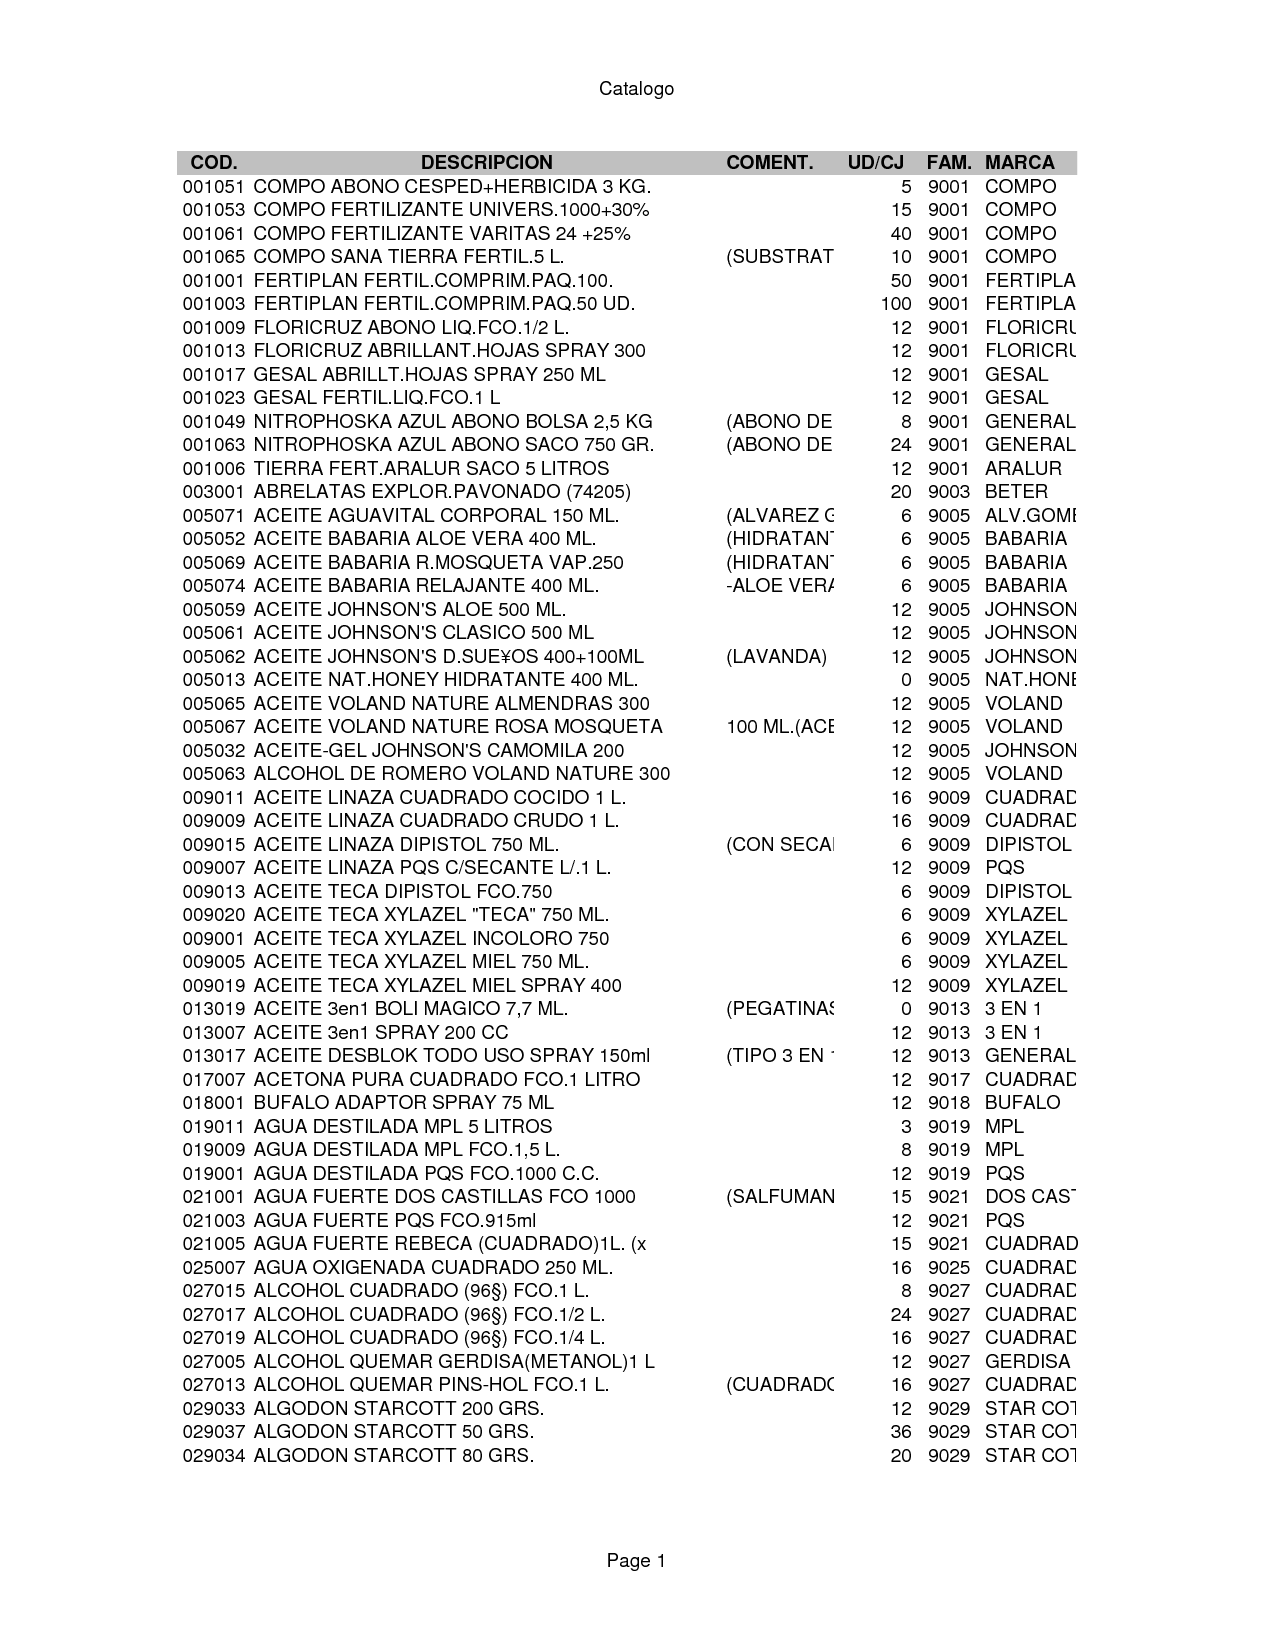 Catalogo
COD. DESCRIPCION COMENT. UD/CJ FAM. MARCA
001051 COMPO ABONO CESPED+HERBICIDA 3 KG. 5 9001 COMPO
001053 COMPO FERTILIZANTE UNIVERS.1000+30% 15 9001 COMPO
001061 COMPO FERTILIZANTE VARITAS 24 +25% 40 9001 COMPO
001065 COMPO SANA TIERRA FERTIL.5 L. (SUBSTRAT 10 9001 COMPO
001001 FERTIPLAN FERTIL.COMPRIM.PAQ.100. 50 9001 FERTIPLA
001003 FERTIPLAN FERTIL.COMPRIM.PAQ.50 UD. 100 9001 FERTIPLA
001009 FLORICRUZ ABONO LIQ.FCO.1/2 L. 12 9001 FLORICRU
001013 FLORICRUZ ABRILLANT.HOJAS SPRAY 300 12 9001 FLORICRU
001017 GESAL ABRILLT.HOJAS SPRAY 250 ML 12 9001 GESAL
001023 GESAL FERTIL.LIQ.FCO.1 L 12 9001 GESAL
001049 NITROPHOSKA AZUL ABONO BOLSA 2,5 KG (ABONO DE 8 9001 GENERAL
001063 NITROPHOSKA AZUL ABONO SACO 750 GR. (ABONO DE 24 9001 GENERAL
001006 TIERRA FERT.ARALUR SACO 5 LITROS 12 9001 ARALUR
003001 ABRELATAS EXPLOR.PAVONADO (74205) 20 9003 BETER
005071 ACEITE AGUAVITAL CORPORAL 150 ML. (ALVAREZ G 6 9005 ALV.GOME
005052 ACEITE BABARIA ALOE VERA 400 ML. (HIDRATANT 6 9005 BABARIA
005069 ACEITE BABARIA R.MOSQUETA VAP.250 (HIDRATANT 6 9005 BABARIA
005074 ACEITE BABARIA RELAJANTE 400 ML. -ALOE VERA 6 9005 BABARIA
005059 ACEITE JOHNSON'S ALOE 500 ML. 12 9005 JOHNSON
005061 ACEITE JOHNSON'S CLASICO 500 ML 12 9005 JOHNSON
005062 ACEITE JOHNSON'S D.SUE¥OS 400+100ML (LAVANDA) 12 9005 JOHNSON
005013 ACEITE NAT.HONEY HIDRATANTE 400 ML. 0 9005 NAT.HONE
005065 ACEITE VOLAND NATURE ALMENDRAS 300 12 9005 VOLAND
005067 ACEITE VOLAND NATURE ROSA MOSQUETA 100 ML.(ACE 12 9005 VOLAND
005032 ACEITE-GEL JOHNSON'S CAMOMILA 200 12 9005 JOHNSON
005063 ALCOHOL DE ROMERO VOLAND NATURE 300 12 9005 VOLAND
009011 ACEITE LINAZA CUADRADO COCIDO 1 L. 16 9009 CUADRAD
009009 ACEITE LINAZA CUADRADO CRUDO 1 L. 16 9009 CUADRAD
009015 ACEITE LINAZA DIPISTOL 750 ML. (CON SECA 6 9009 DIPISTOL
009007 ACEITE LINAZA PQS C/SECANTE L/.1 L. 12 9009 PQS
009013 ACEITE TECA DIPISTOL FCO.750 6 9009 DIPISTOL
009020 ACEITE TECA XYLAZEL "TECA" 750 ML. 6 9009 XYLAZEL
009001 ACEITE TECA XYLAZEL INCOLORO 750 6 9009 XYLAZEL
009005 ACEITE TECA XYLAZEL MIEL 750 ML. 6 9009 XYLAZEL
009019 ACEITE TECA XYLAZEL MIEL SPRAY 400 12 9009 XYLAZEL
013019 ACEITE 3en1 BOLI MAGICO 7,7 ML. (PEGATINAS 0 9013 3 EN 1
013007 ACEITE 3en1 SPRAY 200 CC 12 9013 3 EN 1
013017 ACEITE DESBLOK TODO USO SPRAY 150ml (TIPO 3 EN 1 12 9013 GENERAL
017007 ACETONA PURA CUADRADO FCO.1 LITRO 12 9017 CUADRAD
018001 BUFALO ADAPTOR SPRAY 75 ML 12 9018 BUFALO
019011 AGUA DESTILADA MPL 5 LITROS 3 9019 MPL
019009 AGUA DESTILADA MPL FCO.1,5 L. 8 9019 MPL
019001 AGUA DESTILADA PQS FCO.1000 C.C. 12 9019 PQS
021001 AGUA FUERTE DOS CASTILLAS FCO 1000 (SALFUMAN 15 9021 DOS CAST
021003 AGUA FUERTE PQS FCO.915ml 12 9021 PQS
021005 AGUA FUERTE REBECA (CUADRADO)1L. (x 15 9021 CUADRAD
025007 AGUA OXIGENADA CUADRADO 250 ML. 16 9025 CUADRAD
027015 ALCOHOL CUADRADO (96§) FCO.1 L. 8 9027 CUADRAD
027017 ALCOHOL CUADRADO (96§) FCO.1/2 L. 24 9027 CUADRAD
027019 ALCOHOL CUADRADO (96§) FCO.1/4 L. 16 9027 CUADRAD
027005 ALCOHOL QUEMAR GERDISA(METANOL)1 L 12 9027 GERDISA
027013 ALCOHOL QUEMAR PINS-HOL FCO.1 L. (CUADRADO 16 9027 CUADRAD
029033 ALGODON STARCOTT 200 GRS. 12 9029 STAR COT
029037 ALGODON STARCOTT 50 GRS. 36 9029 STAR COT
029034 ALGODON STARCOTT 80 GRS. 20 9029 STAR COT
Page 1